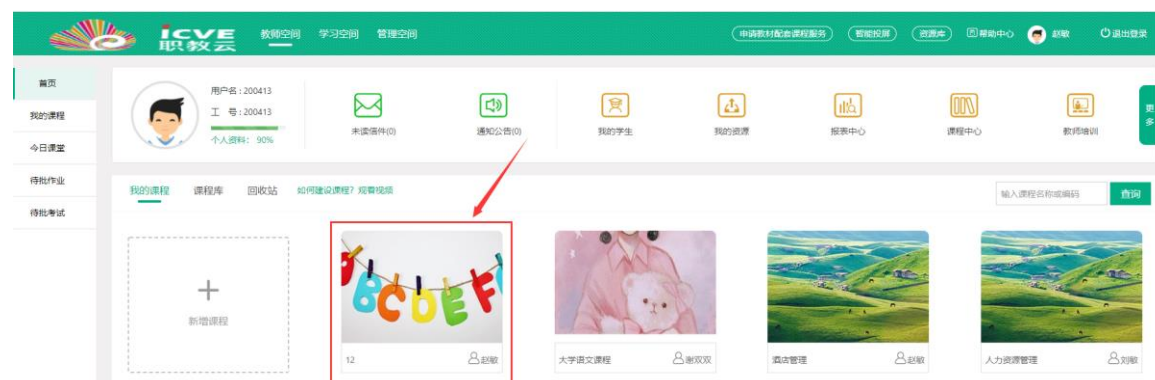 icve 职教云 教师空间 学习空间 管理空间 申请教材配套课程服务 智能投屏 资源库 帮助中心 赵敏 退出登录
首页
我的课程
今日课堂
待批作业
待批考试
用户名：200413
工 号：200413
个人资料： 90%
未读信件(0) 通知公告(0) 我的学生 我的资源 报表中心 课程中心 教师培训
更多
我的课程 课程库 回收站 如何建设课程？观看视频 输入课程名称或编码 查询
新增课程
BCDEF
12 赵敏
大学语文课程 谢双双
酒店管理 赵敏
人力资源管理 刘敏